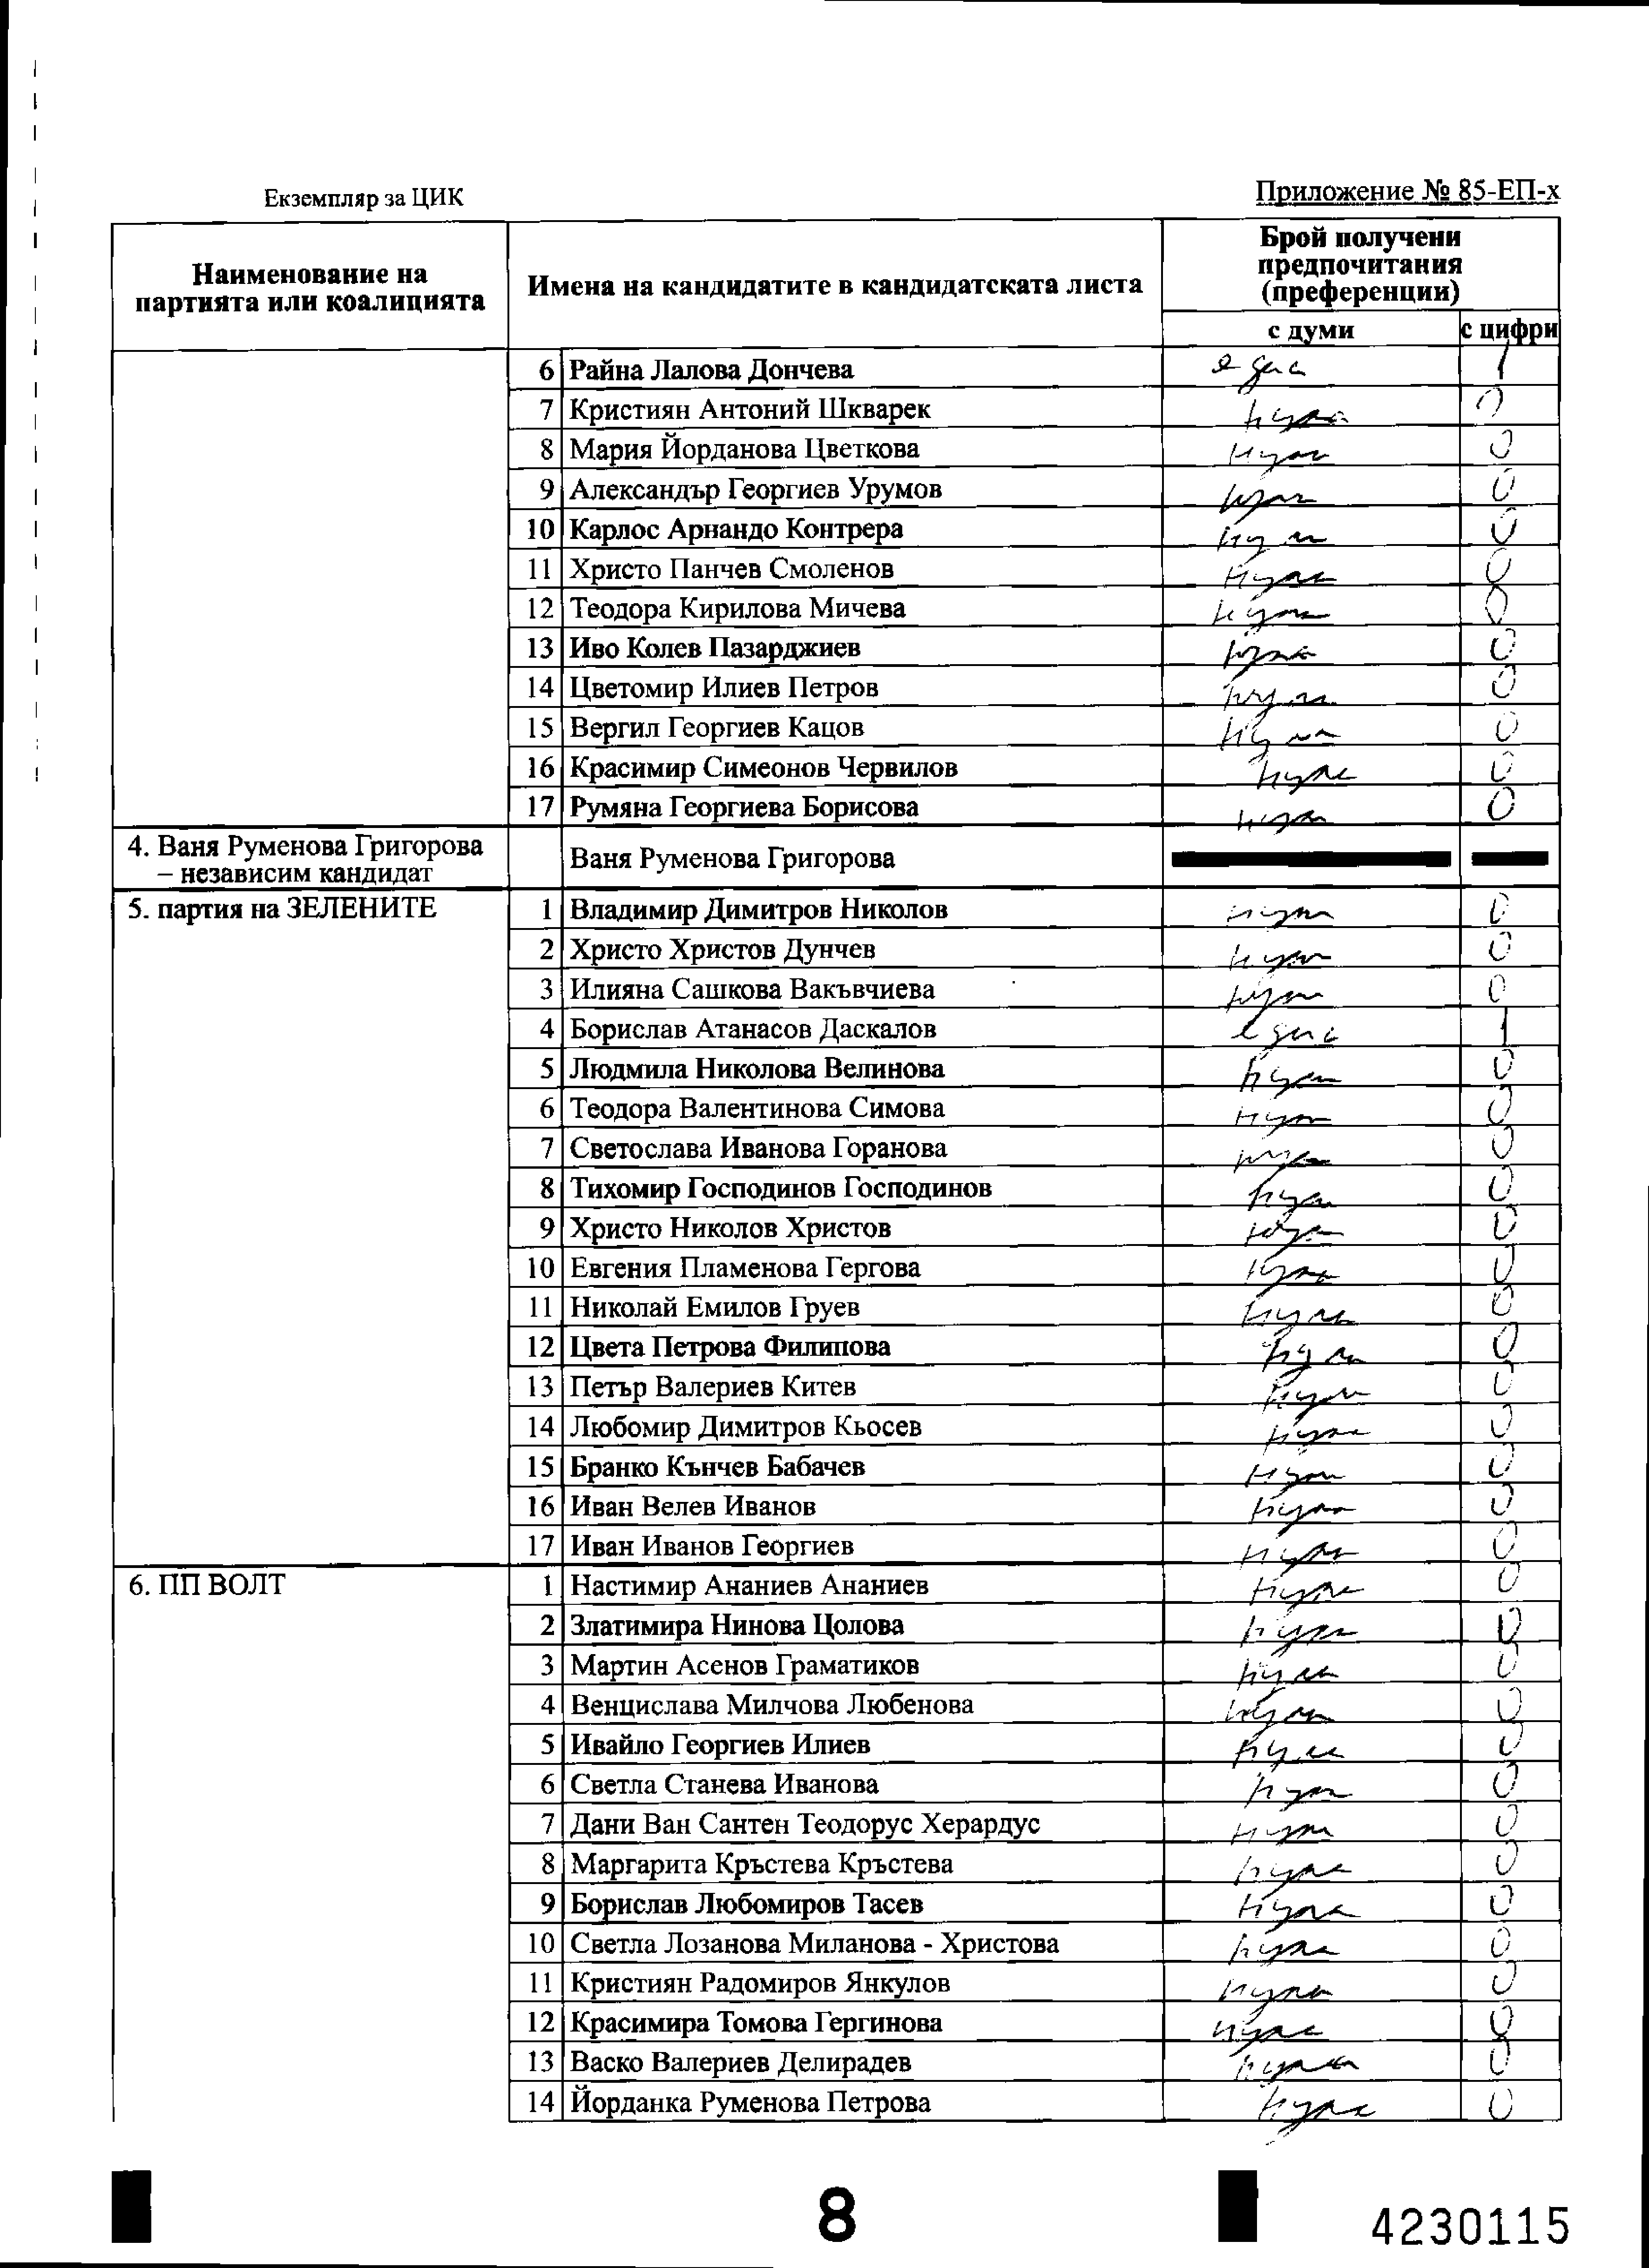 Екземпляр за ЦИК
Приложение № 85-ЕП-х
Наименование на партията или коалицията
Имена на кандидатите в кандидатската листа
Брой получени предпочитания (преференции)
с думи
с цифри
6 Райна Лалова Дончева една 1
7 Кристиян Антоний Шкварек нула 0
8 Мария Йорданова Цветкова нула 0
9 Александър Георгиев Урумов нула 0
10 Карлос Арнандо Контрера нула 0
11 Христо Панчев Смоленов нула 0
12 Теодора Кирилова Мичева нула 0
13 Иво Колев Пазарджиев нула 0
14 Цветомир Илиев Петров нула 0
15 Вергил Георгиев Кацов нула 0
16 Красимир Симеонов Червилов нула 0
17 Румяна Георгиева Борисова нула 0
4. Ваня Руменова Григорова – независим кандидат
Ваня Руменова Григорова
5. партия на ЗЕЛЕНИТЕ
1 Владимир Димитров Николов нула 0
2 Христо Христов Дунчев нула 0
3 Илияна Сашкова Вакъвчиева нула 0
4 Борислав Атанасов Даскалов една 1
5 Людмила Николова Велинова нула 0
6 Теодора Валентинова Симова нула 0
7 Светослава Иванова Горанова нула 0
8 Тихомир Господинов Господинов нула 0
9 Христо Николов Христов нула 0
10 Евгения Пламенова Гергова нула 0
11 Николай Емилов Груев нула 0
12 Цвета Петрова Филипова нула 0
13 Петър Валериев Китев нула 0
14 Любомир Димитров Кьосев нула 0
15 Бранко Кънчев Бабачев нула 0
16 Иван Велев Иванов нула 0
17 Иван Иванов Георгиев нула 0
6. ПП ВОЛТ
1 Настимир Ананиев Ананиев нула 0
2 Златимира Нинова Цолова нула 0
3 Мартин Асенов Граматиков нула 0
4 Венцислава Милчова Любенова нула 0
5 Ивайло Георгиев Илиев нула 0
6 Светла Станева Иванова нула 0
7 Дани Ван Сантен Теодорус Херардус нула 0
8 Маргарита Кръстева Кръстева нула 0
9 Борислав Любомиров Тасев нула 0
10 Светла Лозанова Миланова - Христова нула 0
11 Кристиян Радомиров Янкулов нула 0
12 Красимира Томова Гергинова нула 0
13 Васко Валериев Делирадев нула 0
14 Йорданка Руменова Петрова нула 0
8
4230115